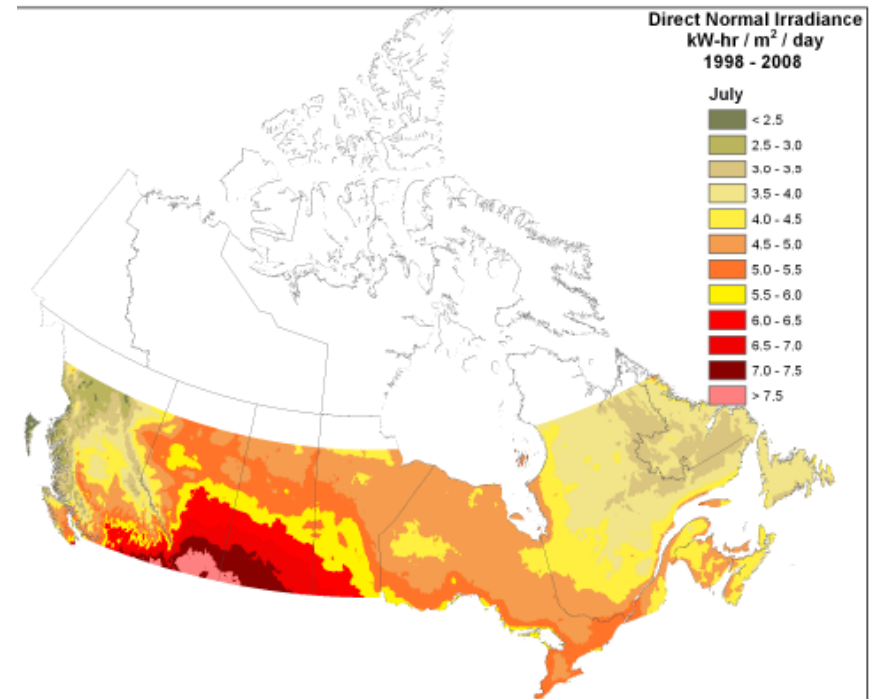 Direct Normal Irradiance
kW-hr / m² / day
1998 - 2008
July
< 2.5
2.5 - 3.0
3.0 - 3.5
3.5 - 4.0
4.0 - 4.5
4.5 - 5.0
5.0 - 5.5
5.5 - 6.0
6.0 - 6.5
6.5 - 7.0
7.0 - 7.5
> 7.5